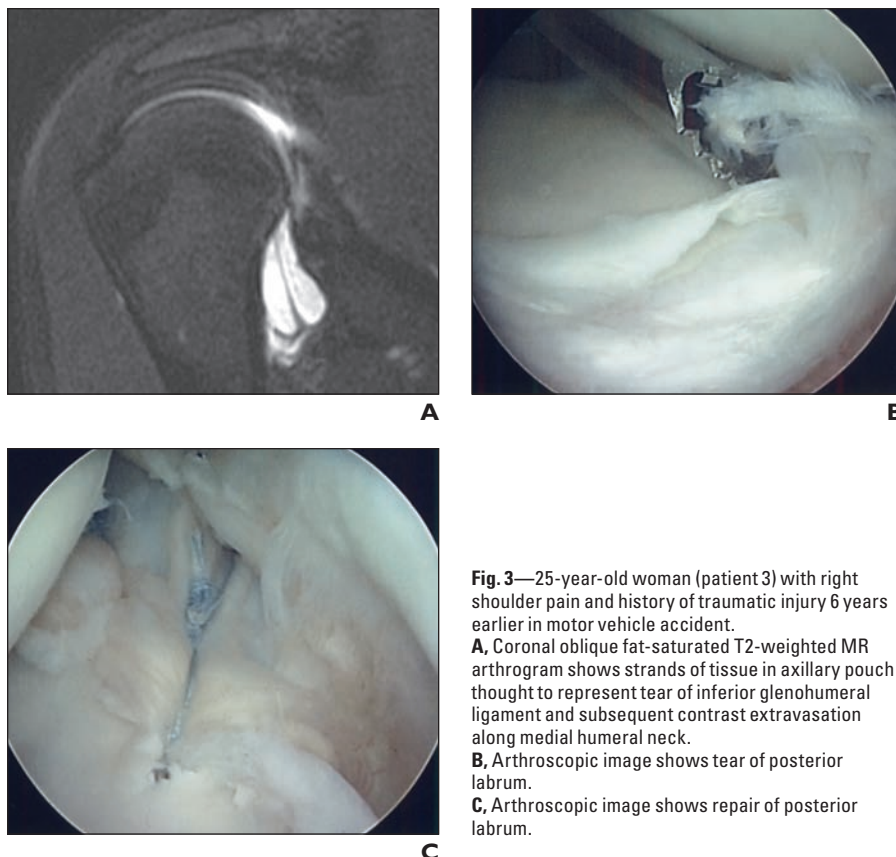 A
B
C
Fig. 3—25-year-old woman (patient 3) with right
shoulder pain and history of traumatic injury 6 years
earlier in motor vehicle accident.
A, Coronal oblique fat-saturated T2-weighted MR
arthrogram shows strands of tissue in axillary pouch
thought to represent tear of inferior glenohumeral
ligament and subsequent contrast extravasation
along medial humeral neck.
B, Arthroscopic image shows tear of posterior
labrum.
C, Arthroscopic image shows repair of posterior
labrum.